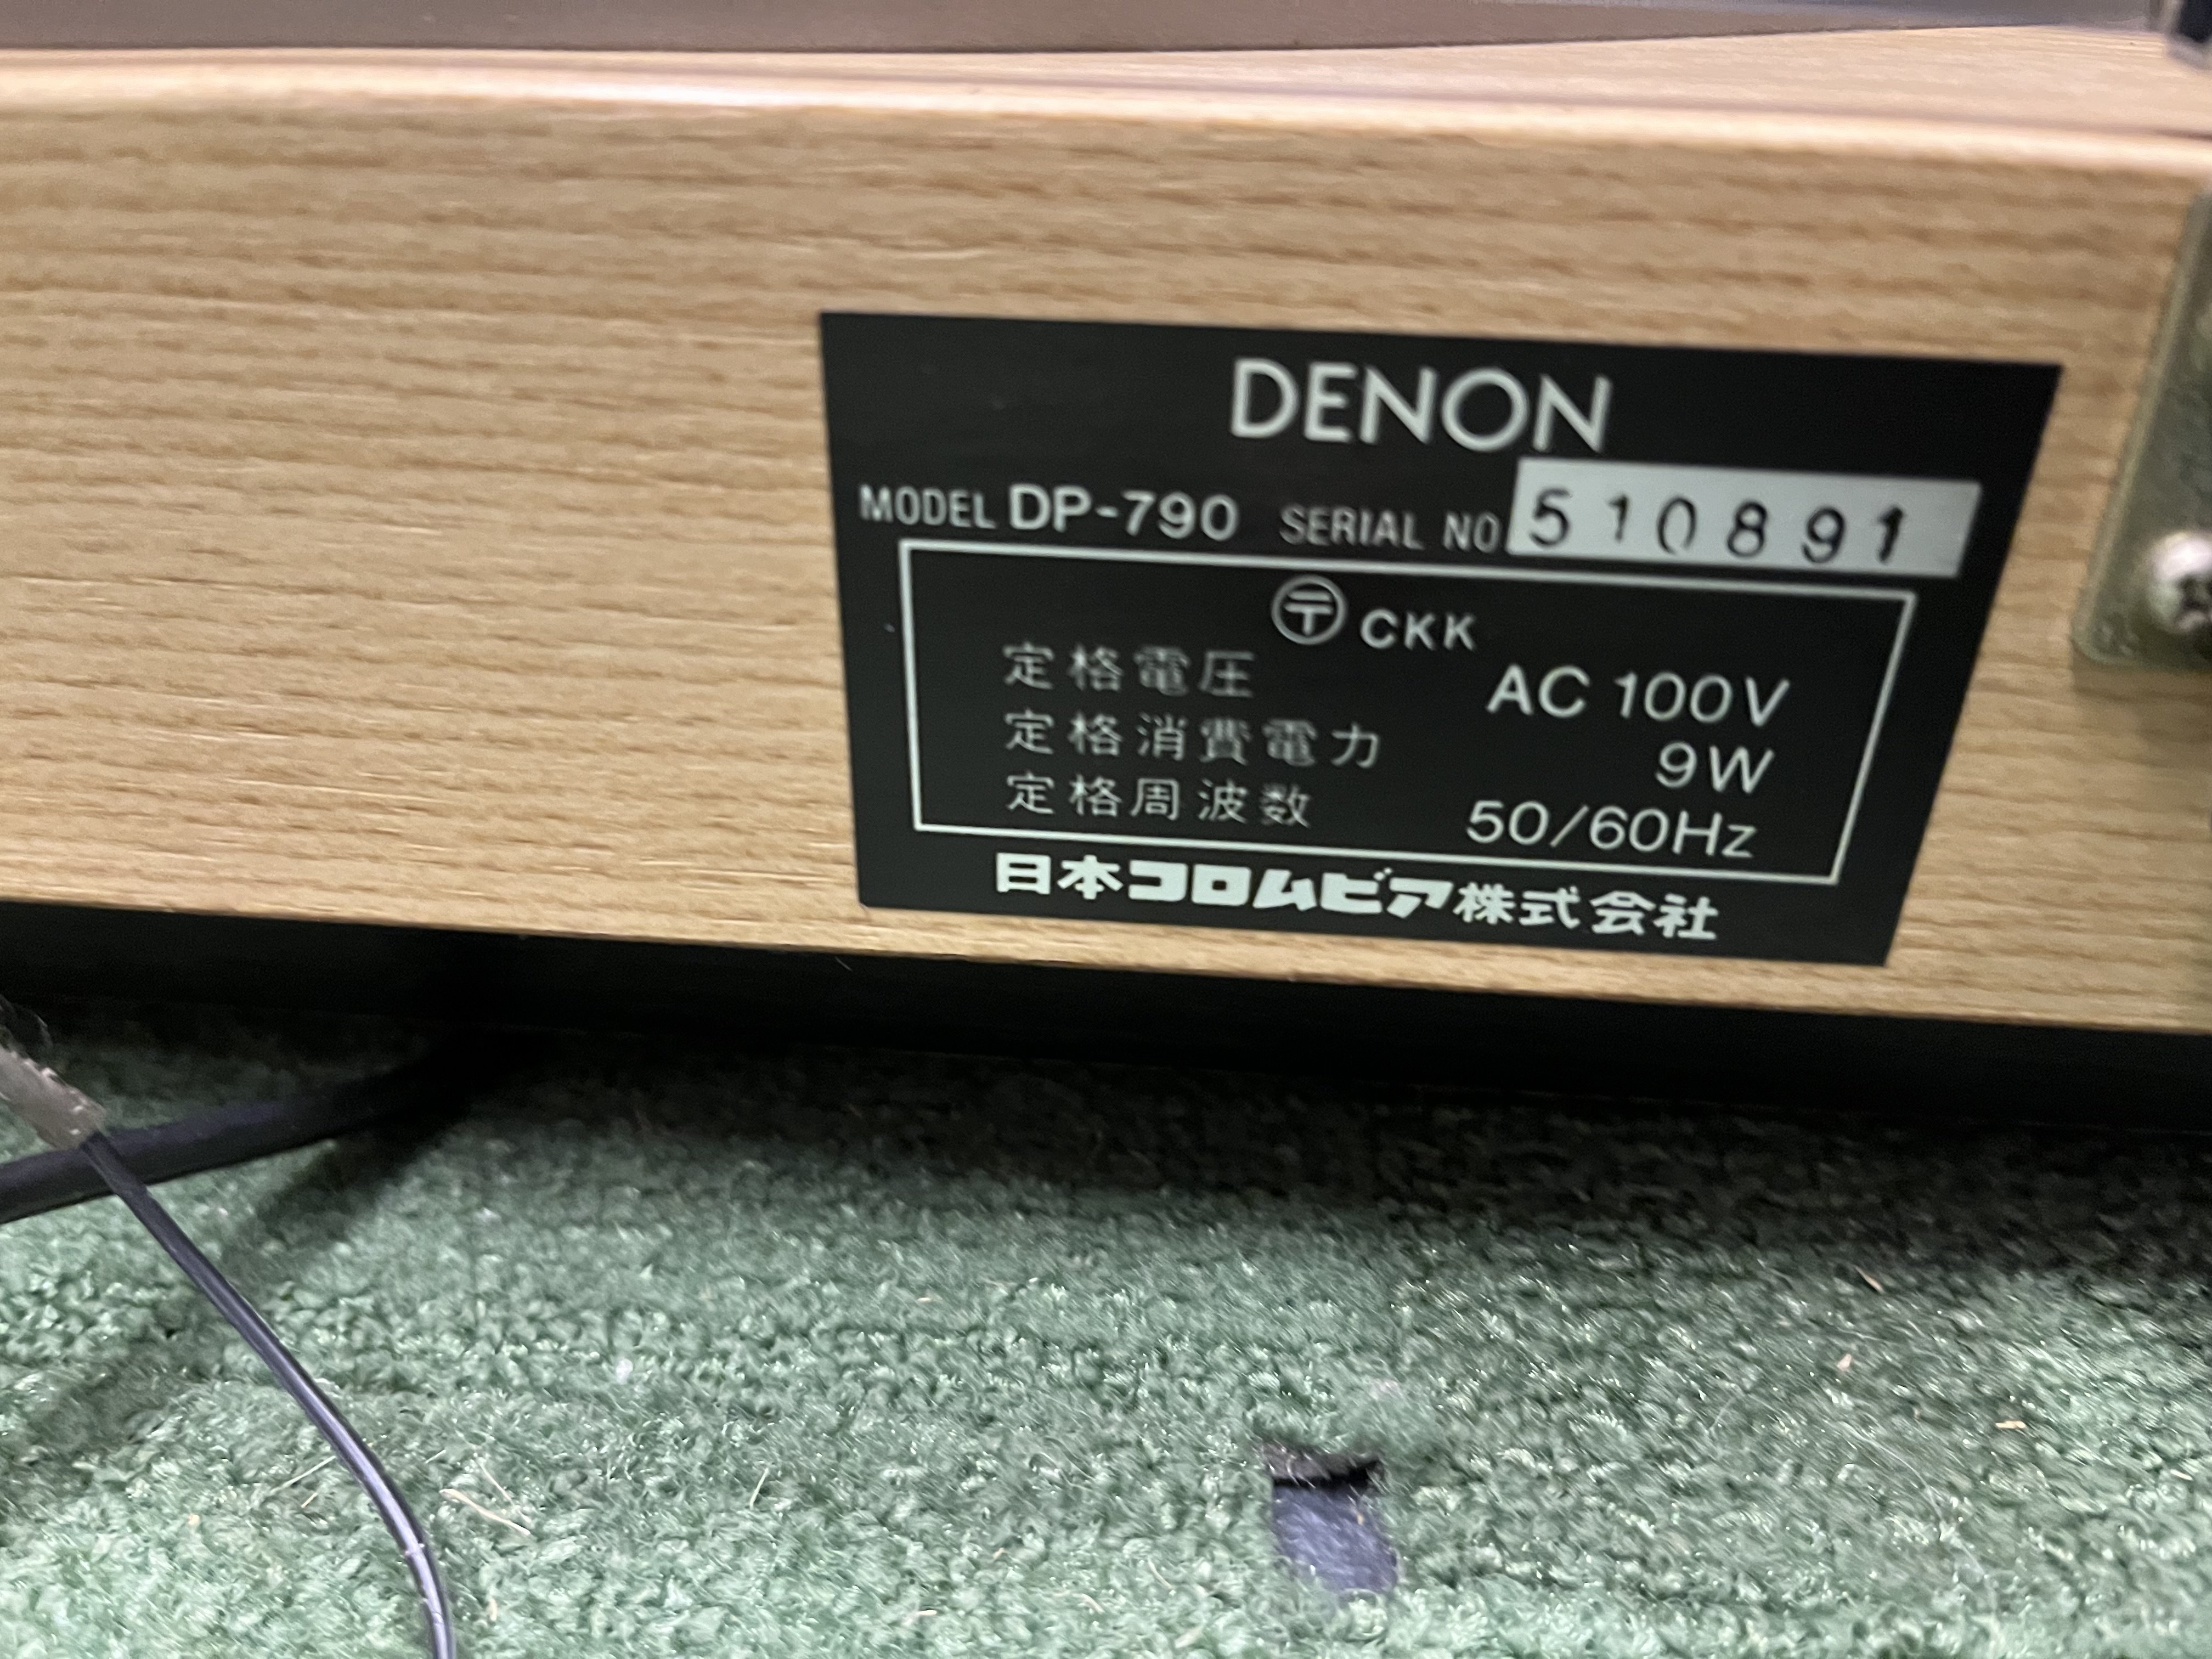 DENON
MODEL DP-790 SERIAL NO 510891
〒 CKK
定格電圧 AC 100V
定格消費電力 9W
定格周波数 50/60Hz
日本コロムビア株式会社